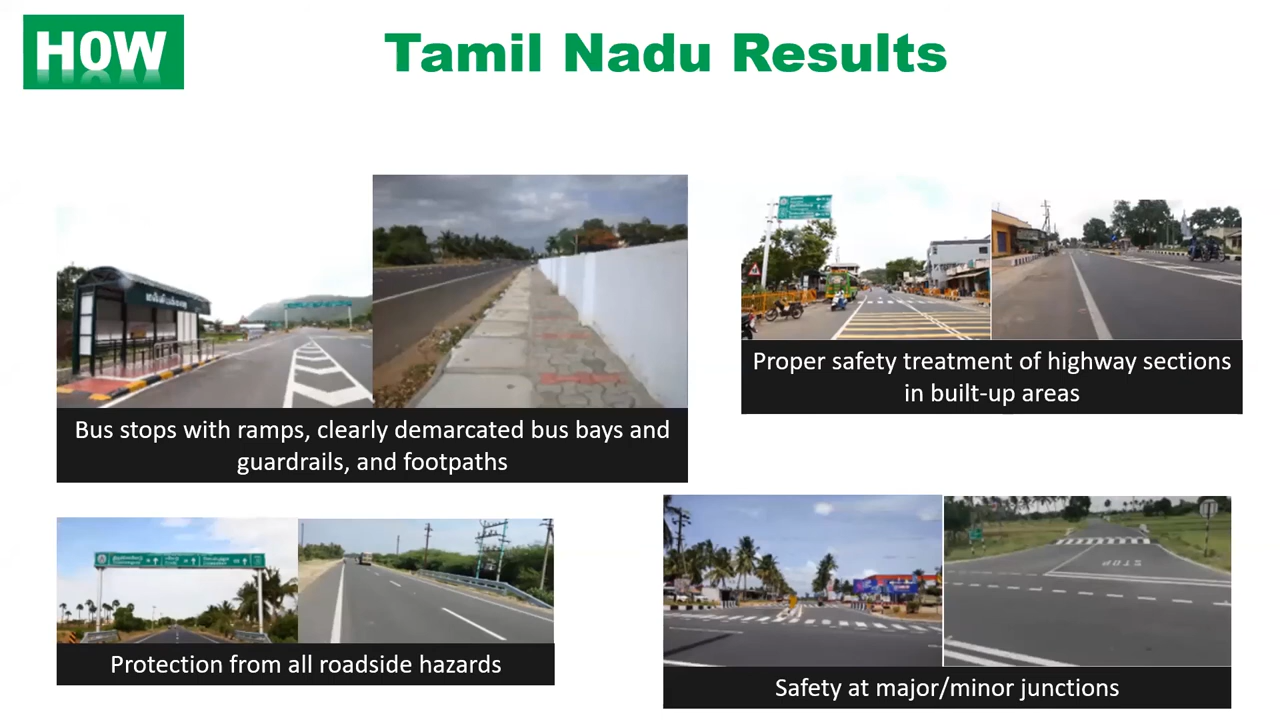 HOW
Tamil Nadu Results
Bus stops with ramps, clearly demarcated bus bays and
guardrails, and footpaths
Proper safety treatment of highway sections
in built-up areas
Protection from all roadside hazards
STOP
Safety at major/minor junctions